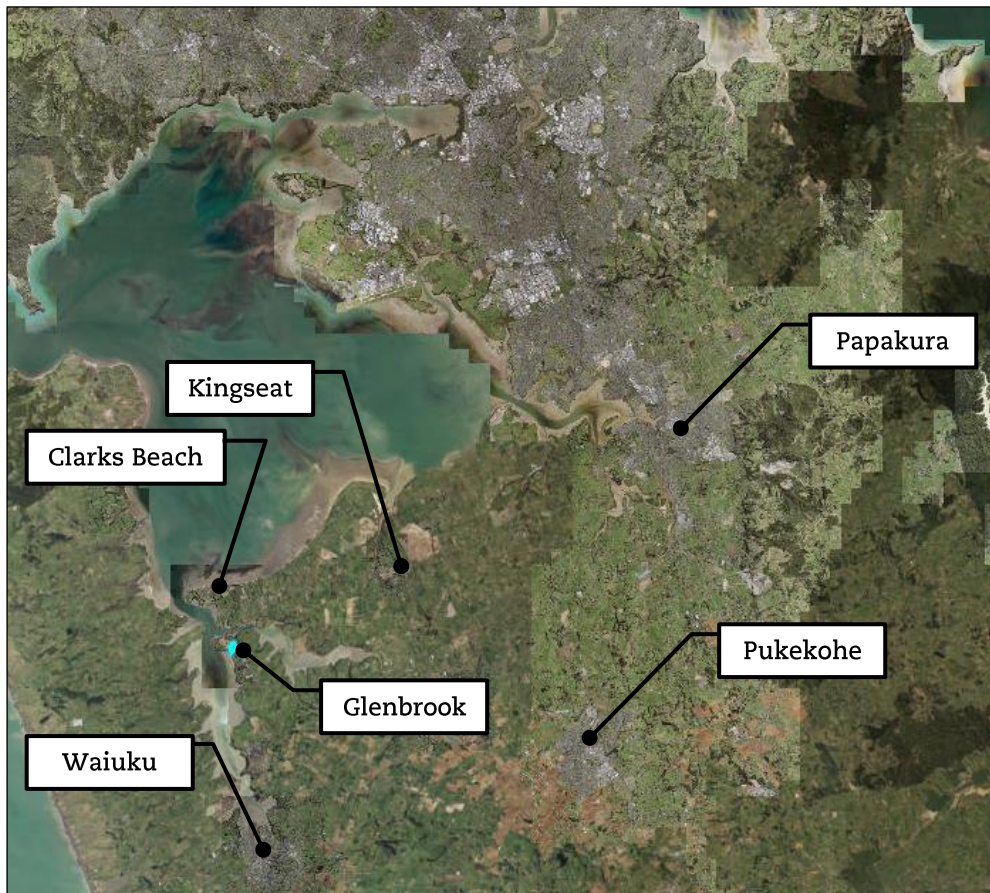 Papakura
Kingseat
Clarks Beach
Pukekohe
Glenbrook
Waiuku